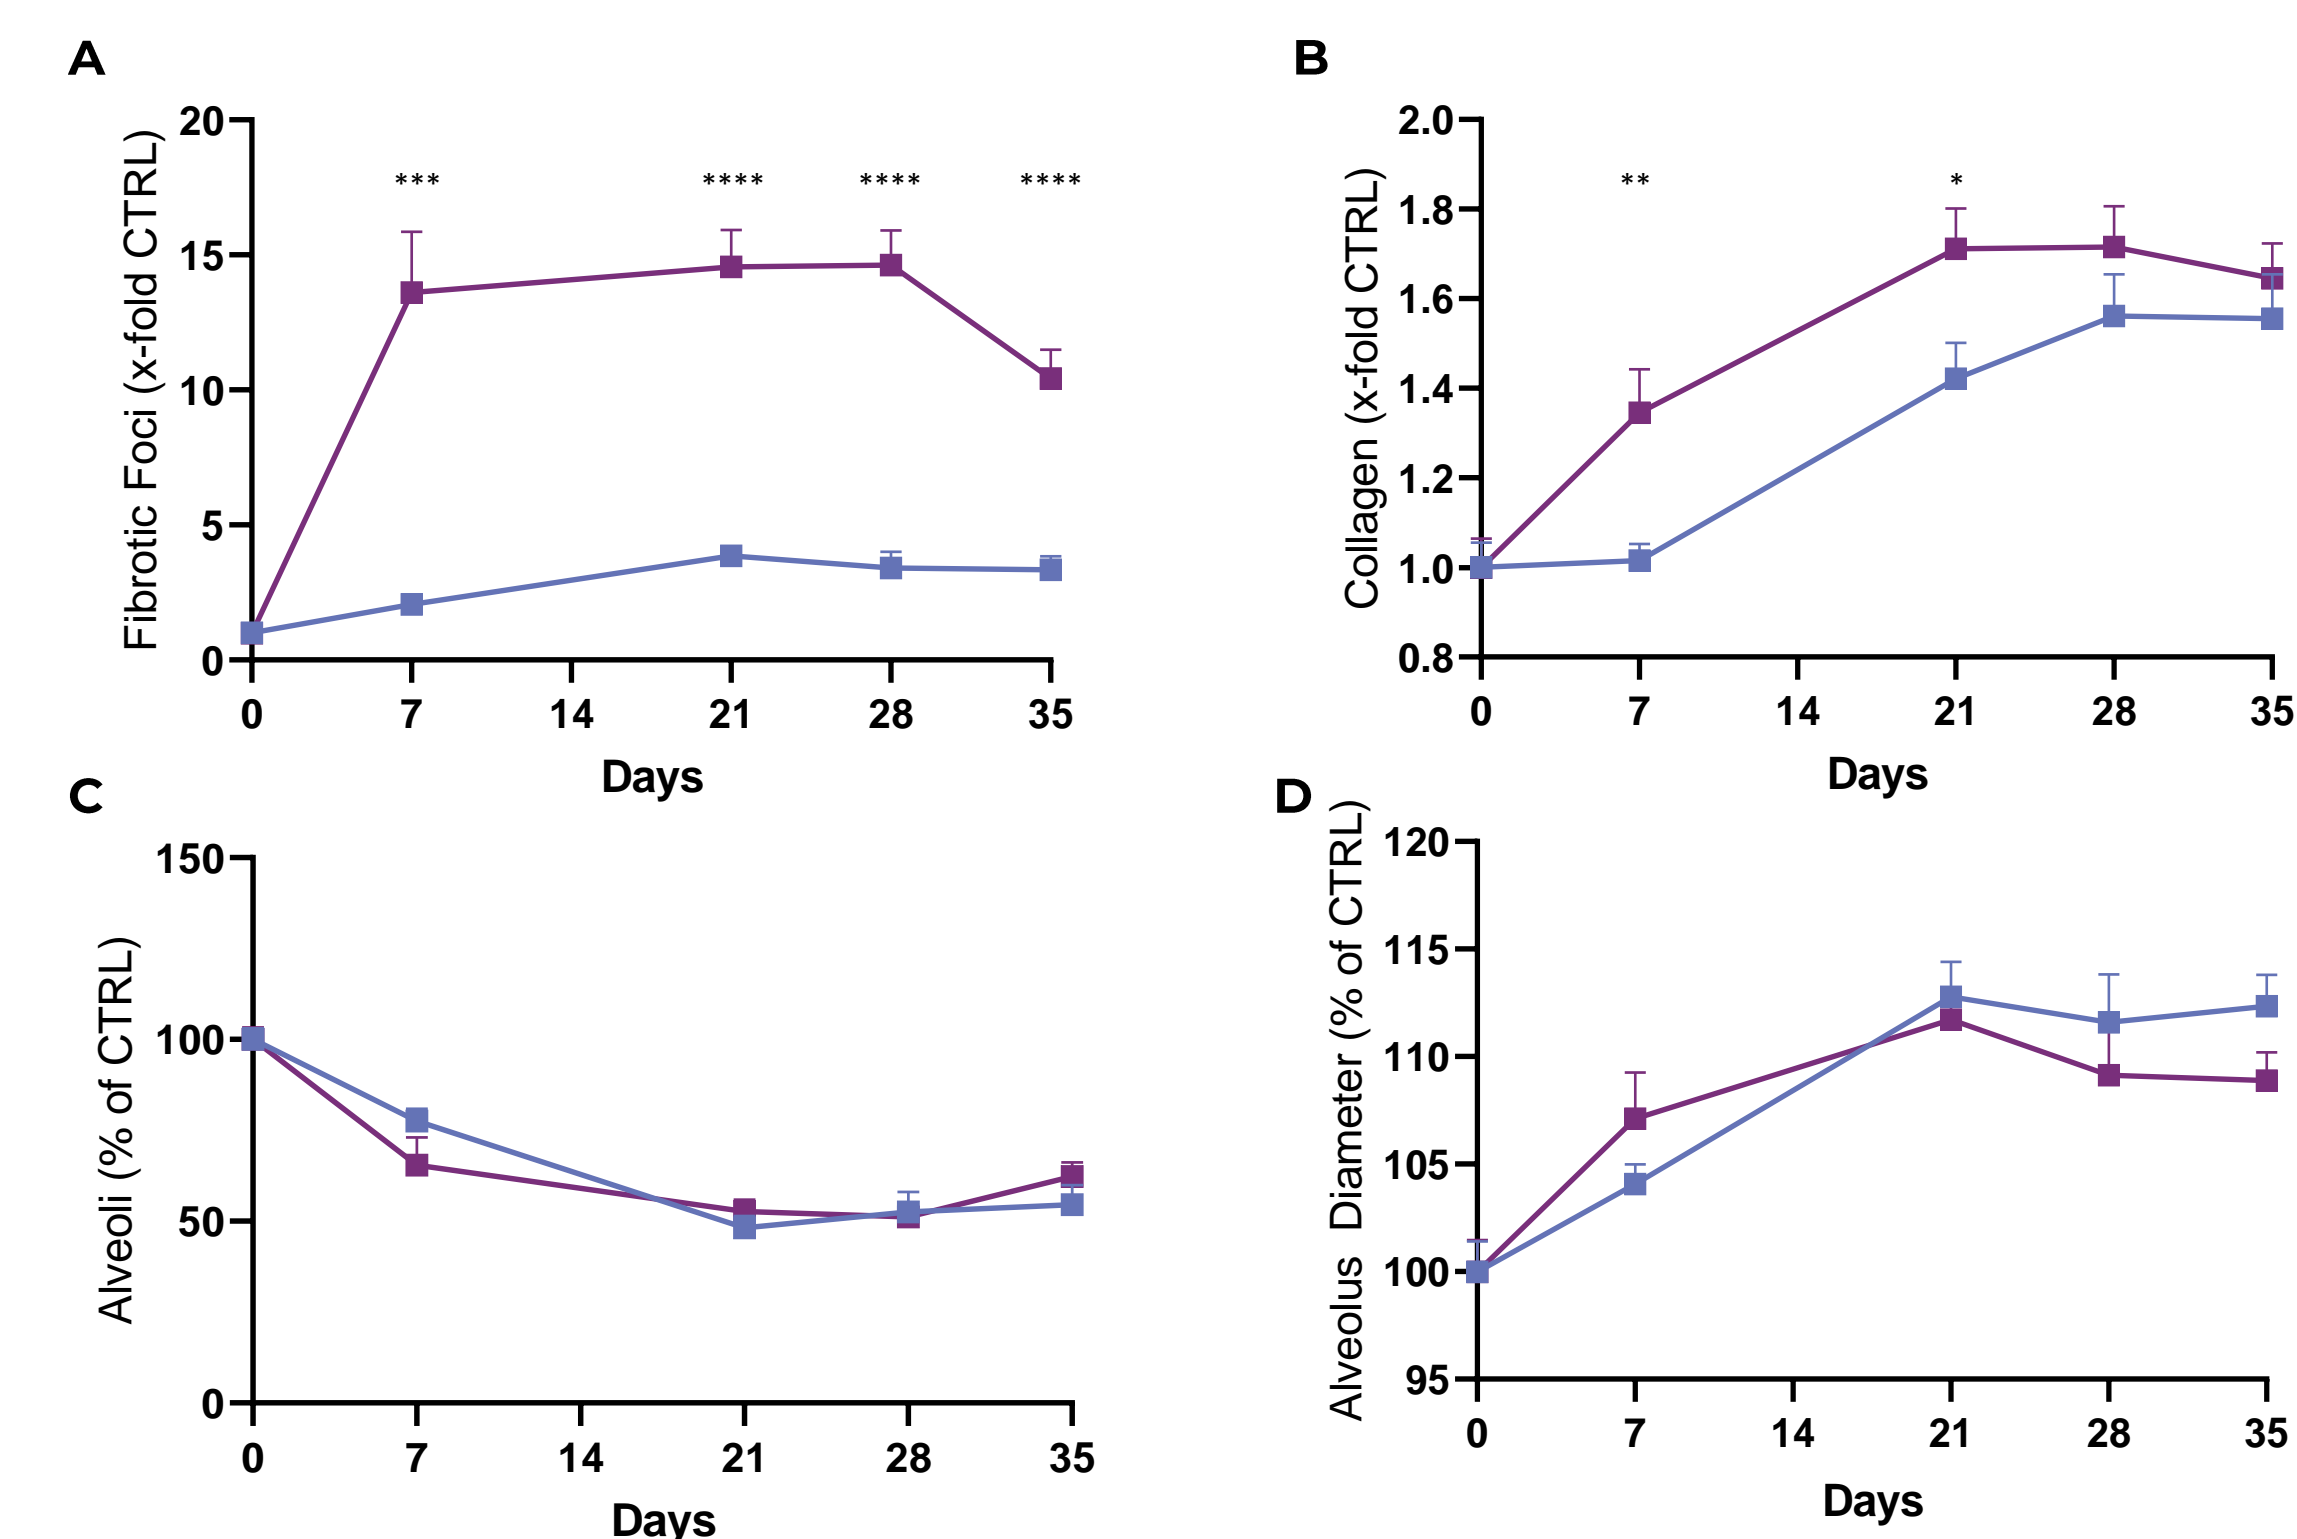 A
Fibrotic Foci (x-fold CTRL)
20
15
10
5
0
*** **** **** ****
0 7 14 21 28 35
Days
B
Collagen (x-fold CTRL)
2.0
1.8
1.6
1.4
1.2
1.0
0.8
** *
0 7 14 21 28 35
Days
C
Alveoli (% of CTRL)
150
100
50
0
0 7 14 21 28 35
Days
D
Alveolus Diameter (% of CTRL)
120
115
110
105
100
95
0 7 14 21 28 35
Days